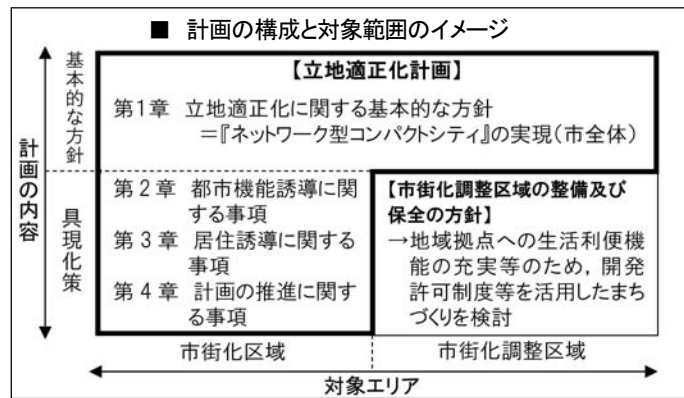 ■ 計画の構成と対象範囲のイメージ
計画の内容
基本的な方針
【立地適正化計画】
第1章 立地適正化に関する基本的な方針
＝『ネットワーク型コンパクトシティ』の実現（市全体）
具現化策
第２章 都市機能誘導に関
する事項
第３章 居住誘導に関する
事項
第４章 計画の推進に関す
る事項
【市街化調整区域の整備及び
保全の方針】
→地域拠点への生活利便機
能の充実等のため，開発
許可制度等を活用したまち
づくりを検討
市街化区域
市街化調整区域
対象エリア